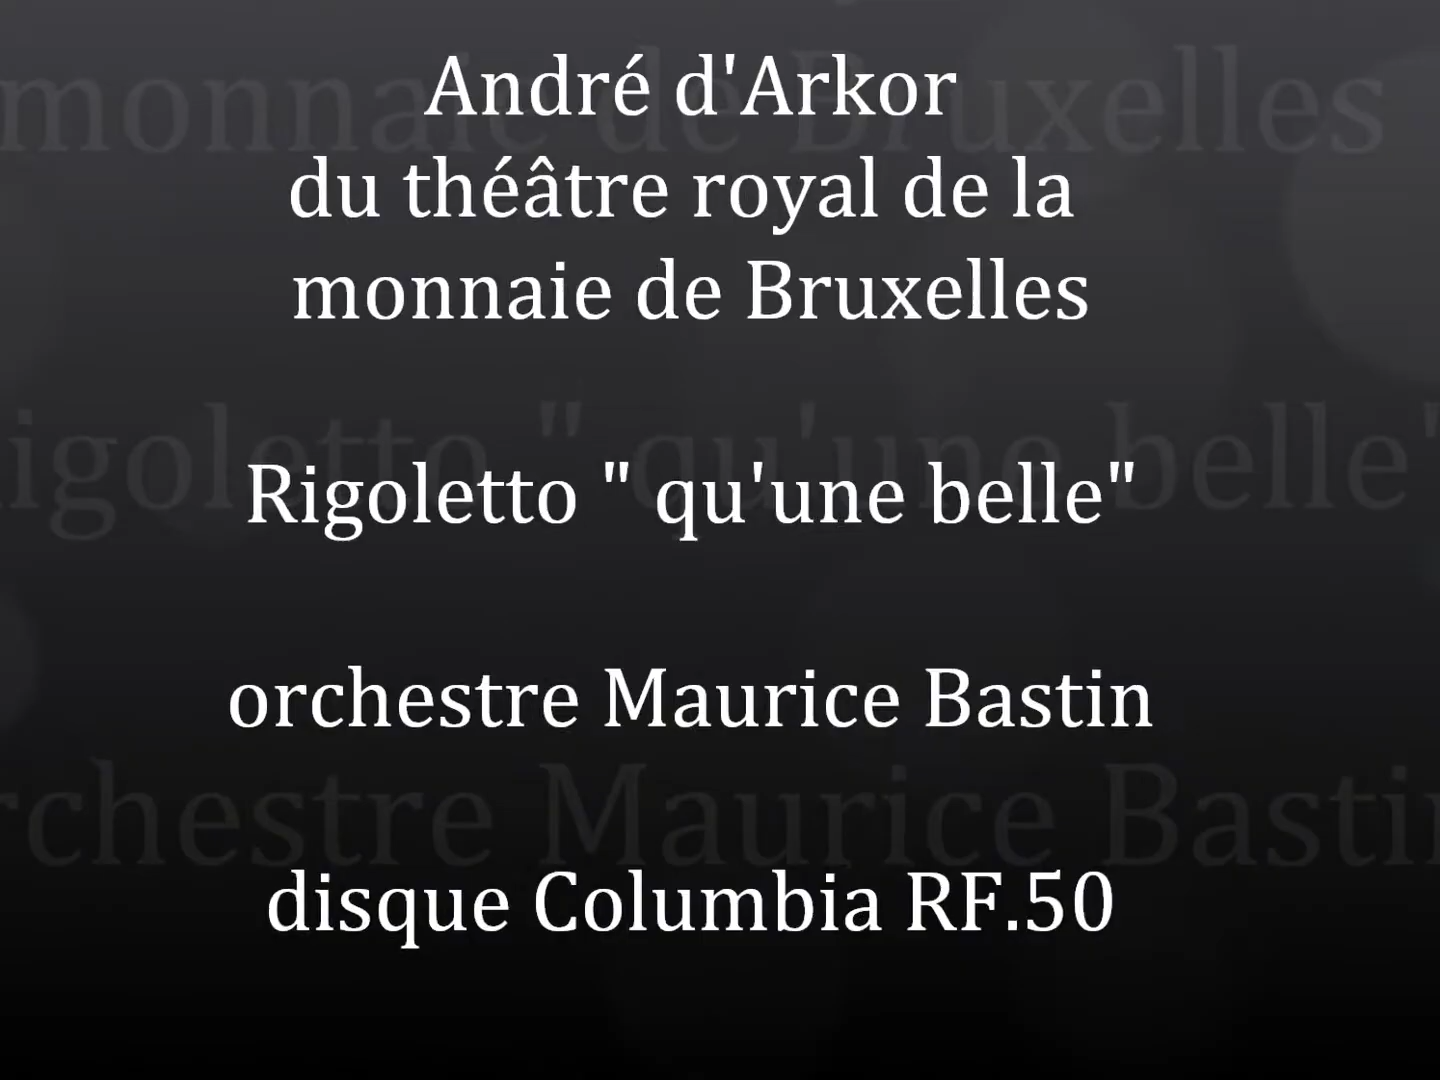 André d'Arkor
du théâtre royal de la
monnaie de Bruxelles
Rigoletto " qu'une belle"
orchestre Maurice Bastin
disque Columbia RF.50